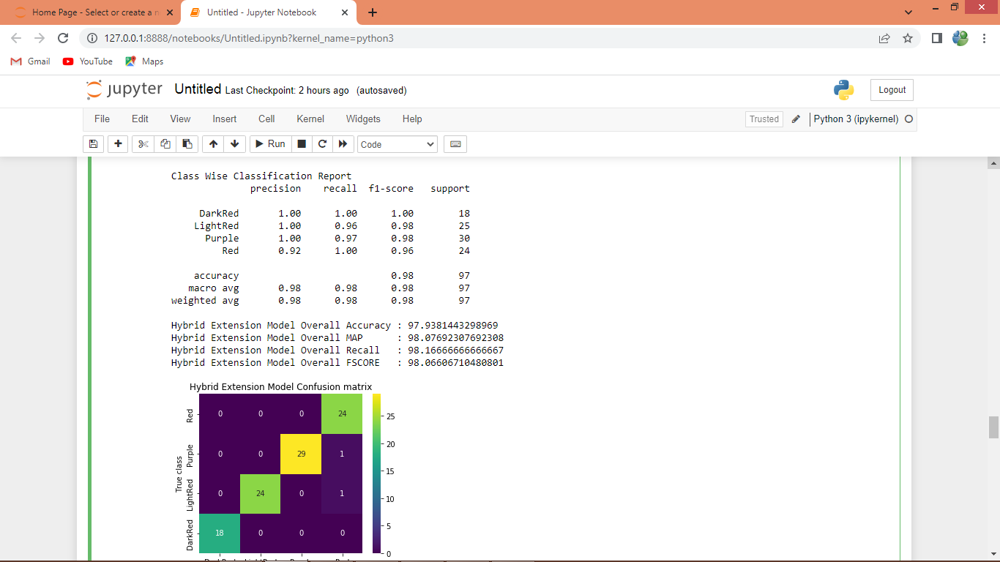 Home Page - Select or create a n
Untitled - Jupyter Notebook
127.0.0.1:8888/notebooks/Untitled.ipynb?kernel_name=python3
Gmail YouTube Maps
jupyter Untitled Last Checkpoint: 2 hours ago (autosaved) Logout
File Edit View Insert Cell Kernel Widgets Help Trusted Python 3 (ipykernel)
Run Code
Class Wise Classification Report
precision recall f1-score support
DarkRed 1.00 1.00 1.00 18
LightRed 1.00 0.96 0.98 25
Purple 1.00 0.97 0.98 30
Red 0.92 1.00 0.96 24
accuracy 0.98 97
macro avg 0.98 0.98 0.98 97
weighted avg 0.98 0.98 0.98 97
Hybrid Extension Model Overall Accuracy : 97.9381443298969
Hybrid Extension Model Overall MAP : 98.07692307692308
Hybrid Extension Model Overall Recall : 98.16666666666667
Hybrid Extension Model Overall FSCORE : 98.06606710480801
Hybrid Extension Model Confusion matrix
True class
Red 0 0 0 24
Purple 0 0 29 1
LightRed 0 24 0 1
DarkRed 18 0 0 0
25
20
15
10
5
0